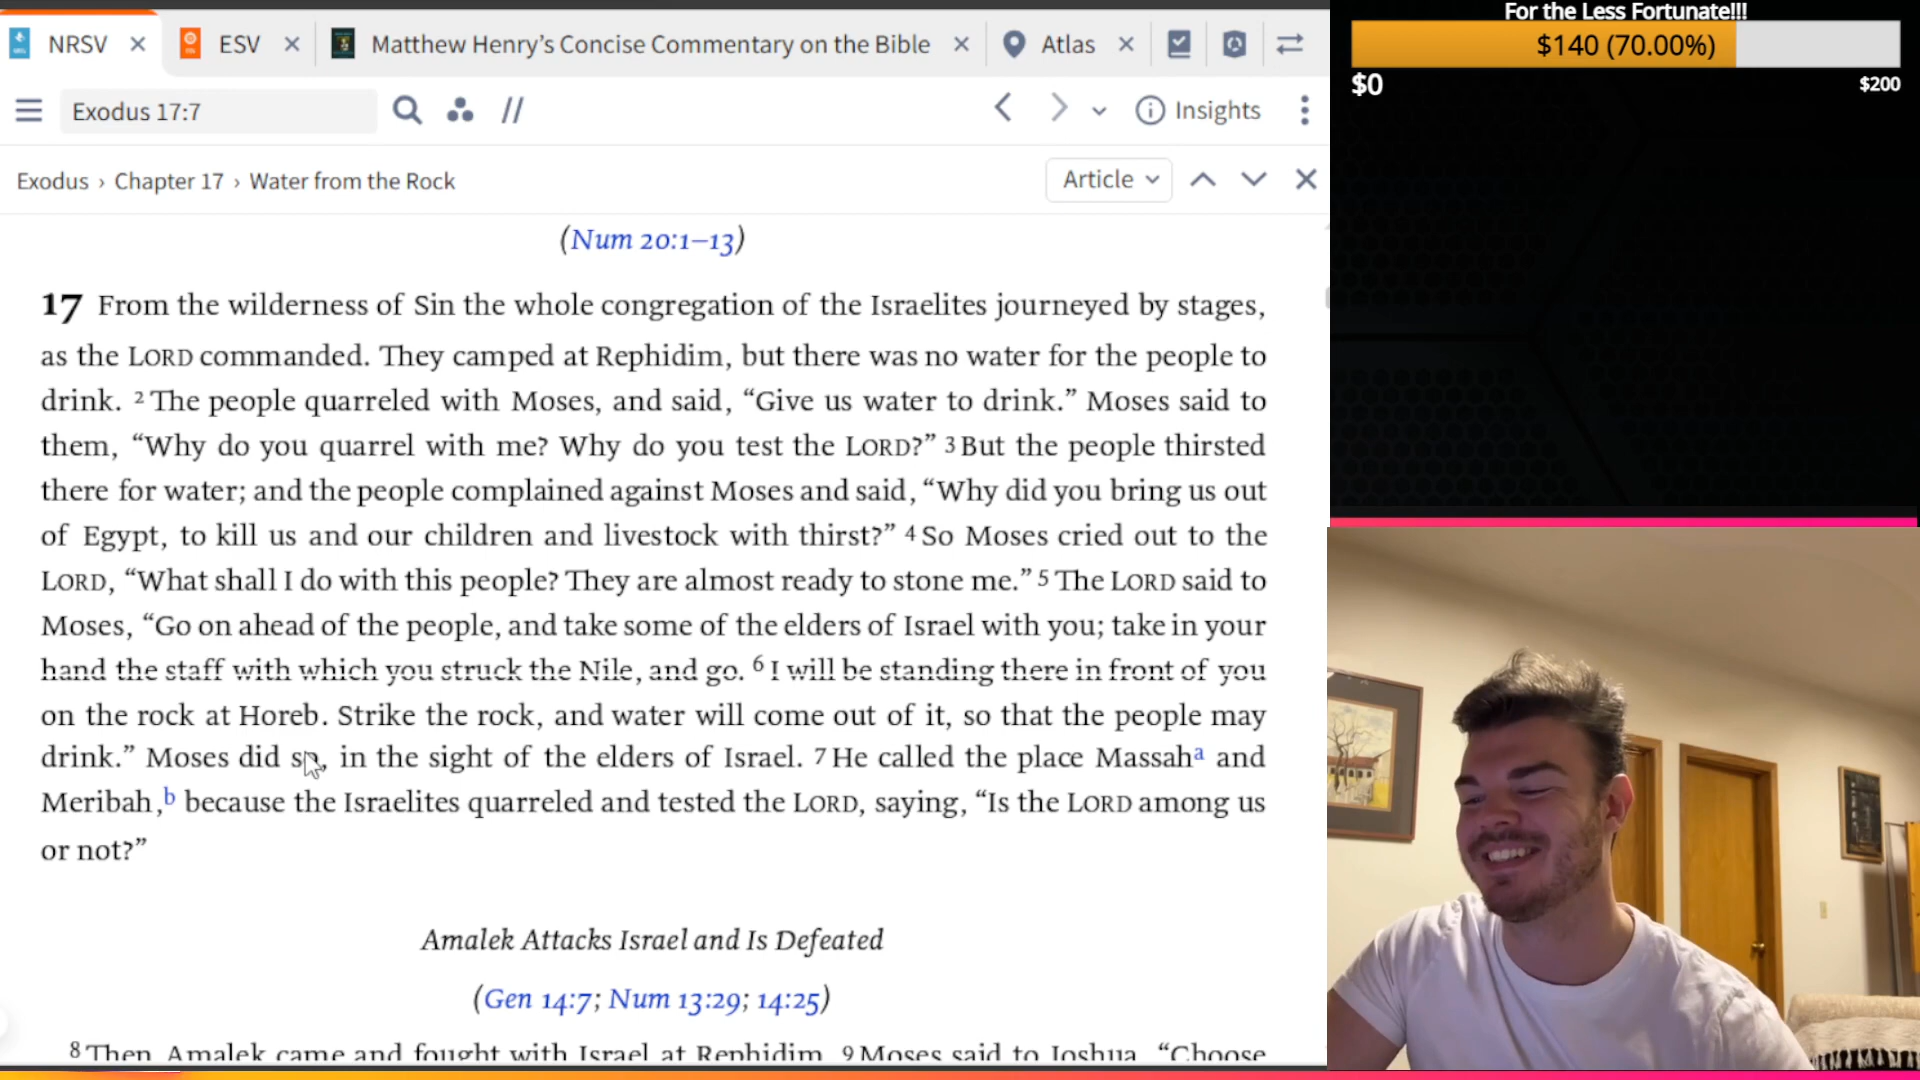 NRSV
ESV
Matthew Henry’s Concise Commentary on the Bible
Atlas
Exodus 17:7
//
Insights
Exodus › Chapter 17 › Water from the Rock
Article
(Num 20:1–13)
17 From the wilderness of Sin the whole congregation of the Israelites journeyed by stages,
as the LORD commanded. They camped at Rephidim, but there was no water for the people to
drink. 2 The people quarreled with Moses, and said, “Give us water to drink.” Moses said to
them, “Why do you quarrel with me? Why do you test the LORD?” 3 But the people thirsted
there for water; and the people complained against Moses and said, “Why did you bring us out
of Egypt, to kill us and our children and livestock with thirst?” 4 So Moses cried out to the
LORD, “What shall I do with this people? They are almost ready to stone me.” 5 The LORD said to
Moses, “Go on ahead of the people, and take some of the elders of Israel with you; take in your
hand the staff with which you struck the Nile, and go. 6 I will be standing there in front of you
on the rock at Horeb. Strike the rock, and water will come out of it, so that the people may
drink.” Moses did so, in the sight of the elders of Israel. 7 He called the place Massah a and
Meribah, b because the Israelites quarreled and tested the LORD, saying, “Is the LORD among us
or not?”
Amalek Attacks Israel and Is Defeated
(Gen 14:7; Num 13:29; 14:25)
8 Then Amalek came and fought with Israel at Rephidim. 9 Moses said to Joshua, “Choose
For the Less Fortunate!!!
$140 (70.00%)
$0
$200